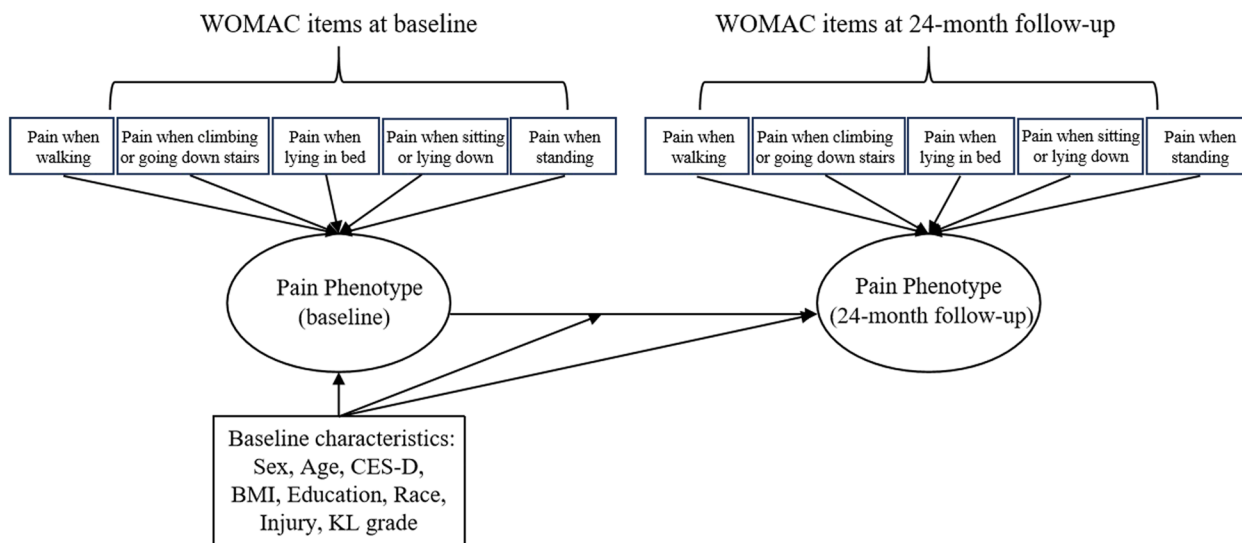 WOMAC items at baseline
WOMAC items at 24-month follow-up
Pain when
walking
Pain when climbing
or going down stairs
Pain when
lying in bed
Pain when sitting
or lying down
Pain when
standing
Pain when
walking
Pain when climbing
or going down stairs
Pain when
lying in bed
Pain when sitting
or lying down
Pain when
standing
Pain Phenotype
(baseline)
Pain Phenotype
(24-month follow-up)
Baseline characteristics:
Sex, Age, CES-D,
BMI, Education, Race,
Injury, KL grade